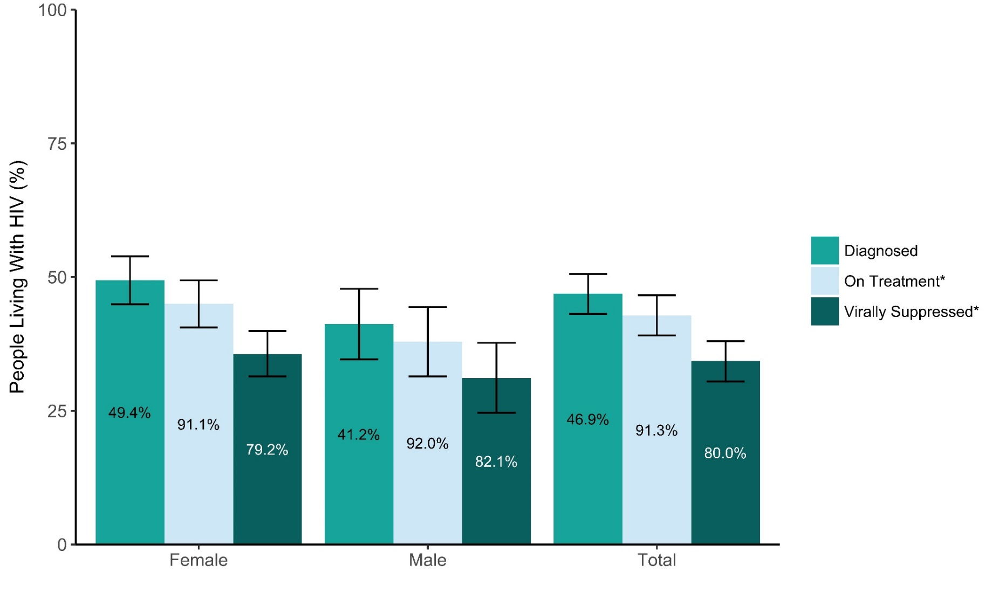 People Living With HIV (%)
100
75
50
25
0
49.4%
91.1%
79.2%
41.2%
92.0%
82.1%
46.9%
91.3%
80.0%
Female
Male
Total
Diagnosed
On Treatment*
Virally Suppressed*